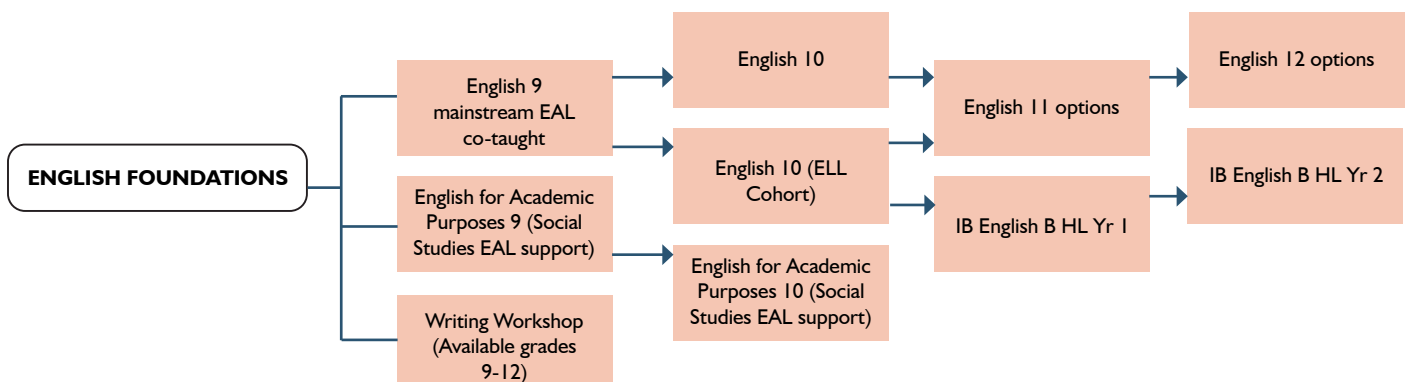 ENGLISH FOUNDATIONS
English 9
mainstream EAL
co-taught
English for Academic
Purposes 9 (Social
Studies EAL support)
Writing Workshop
(Available grades
9-12)
English 10
English 10 (ELL
Cohort)
English for Academic
Purposes 10 (Social
Studies EAL support)
English 11 options
IB English B HL Yr 1
English 12 options
IB English B HL Yr 2